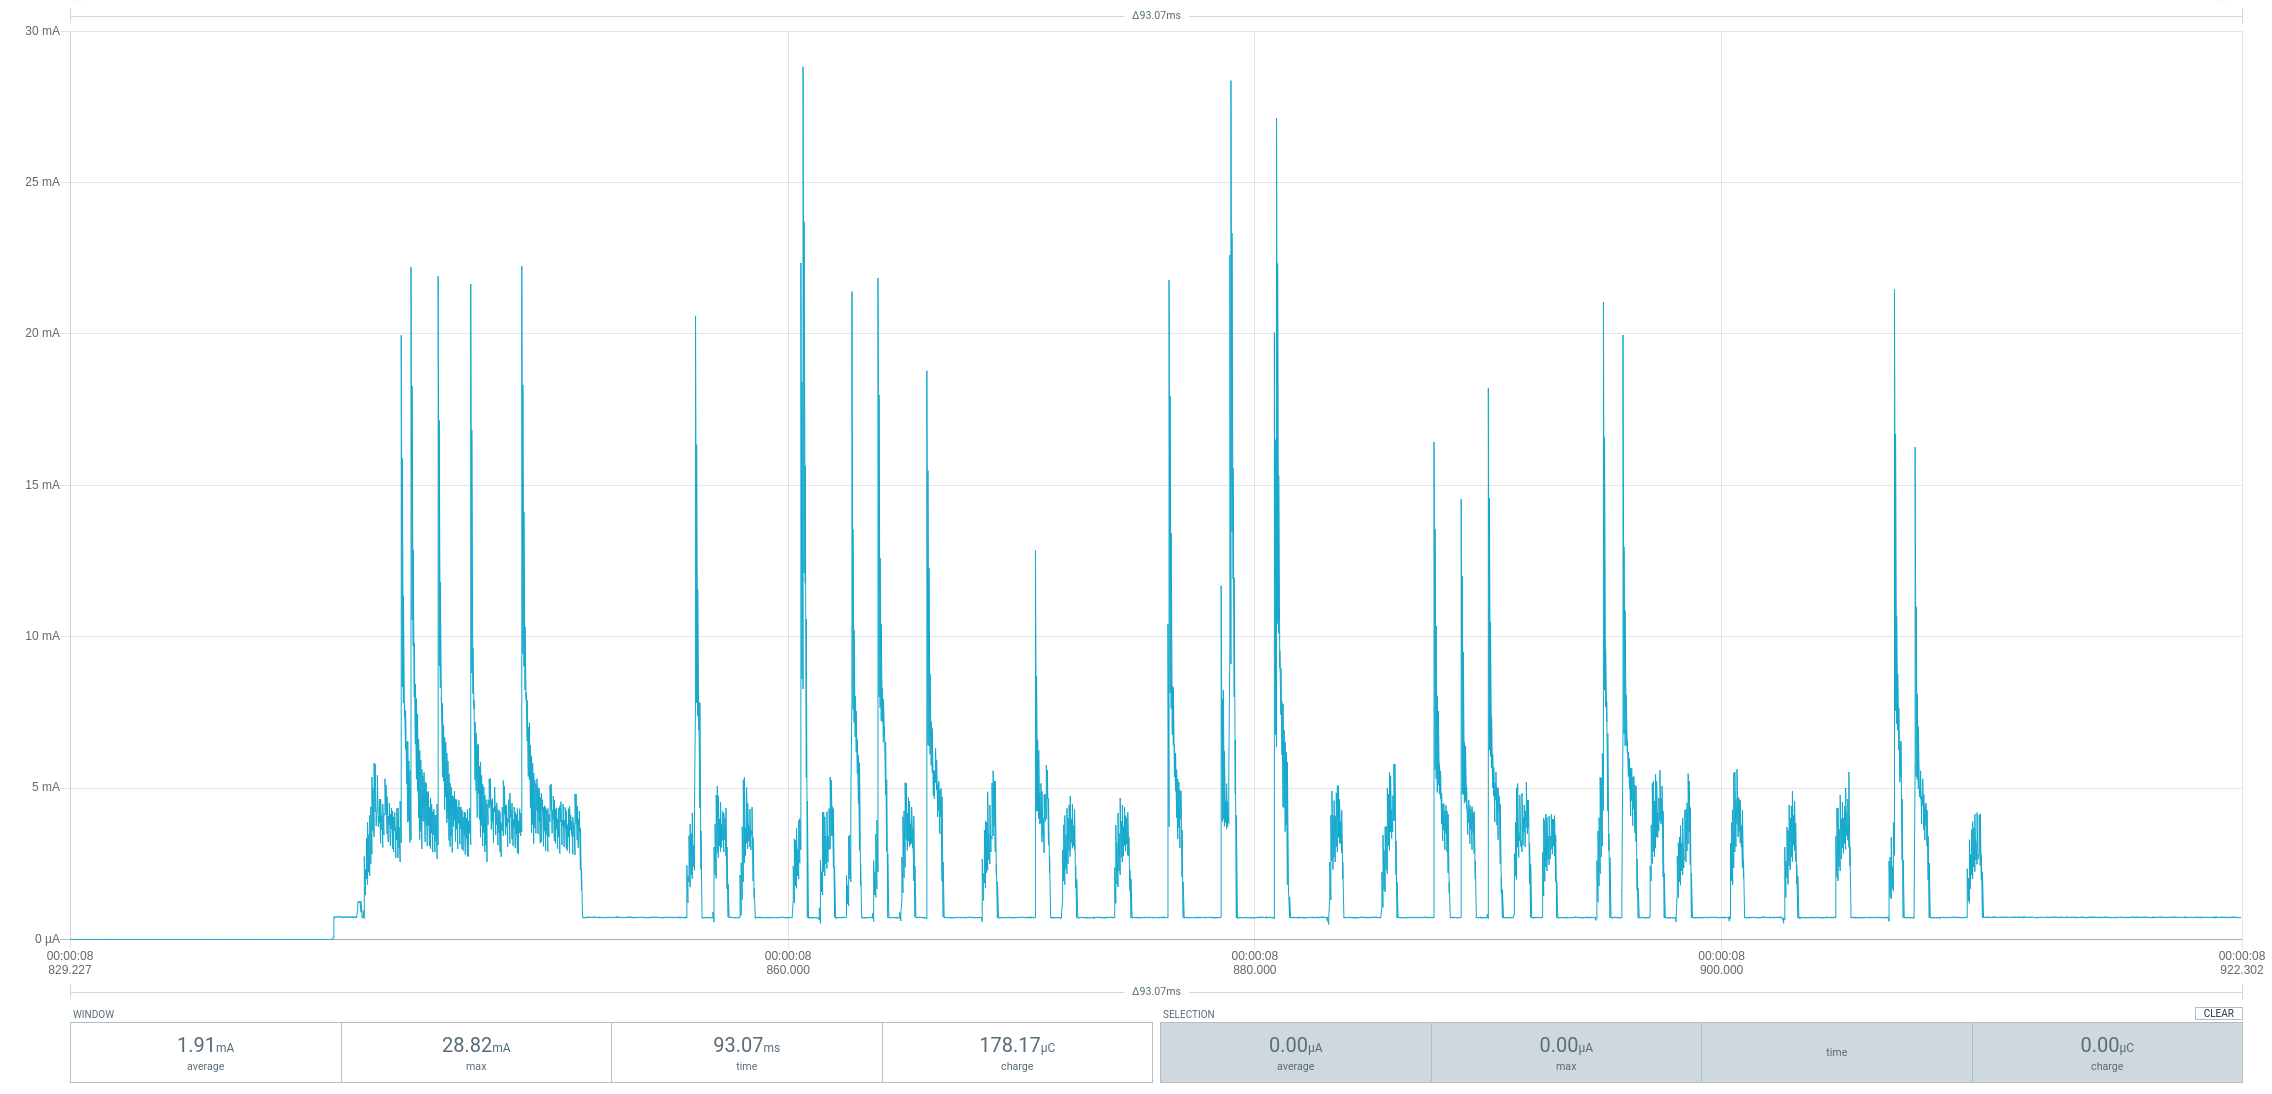 Δ93.07ms
30 mA
25 mA
20 mA
15 mA
10 mA
5 mA
0 µA
00:00:08 00:00:08 00:00:08 00:00:08 00:00:08
829.227 860.000 880.000 900.000 922.302
Δ93.07ms
WINDOW SELECTION CLEAR
1.91mA 28.82mA 93.07ms 178.17µC 0.00µA 0.00µA 0.00µC
average max time charge average max time charge